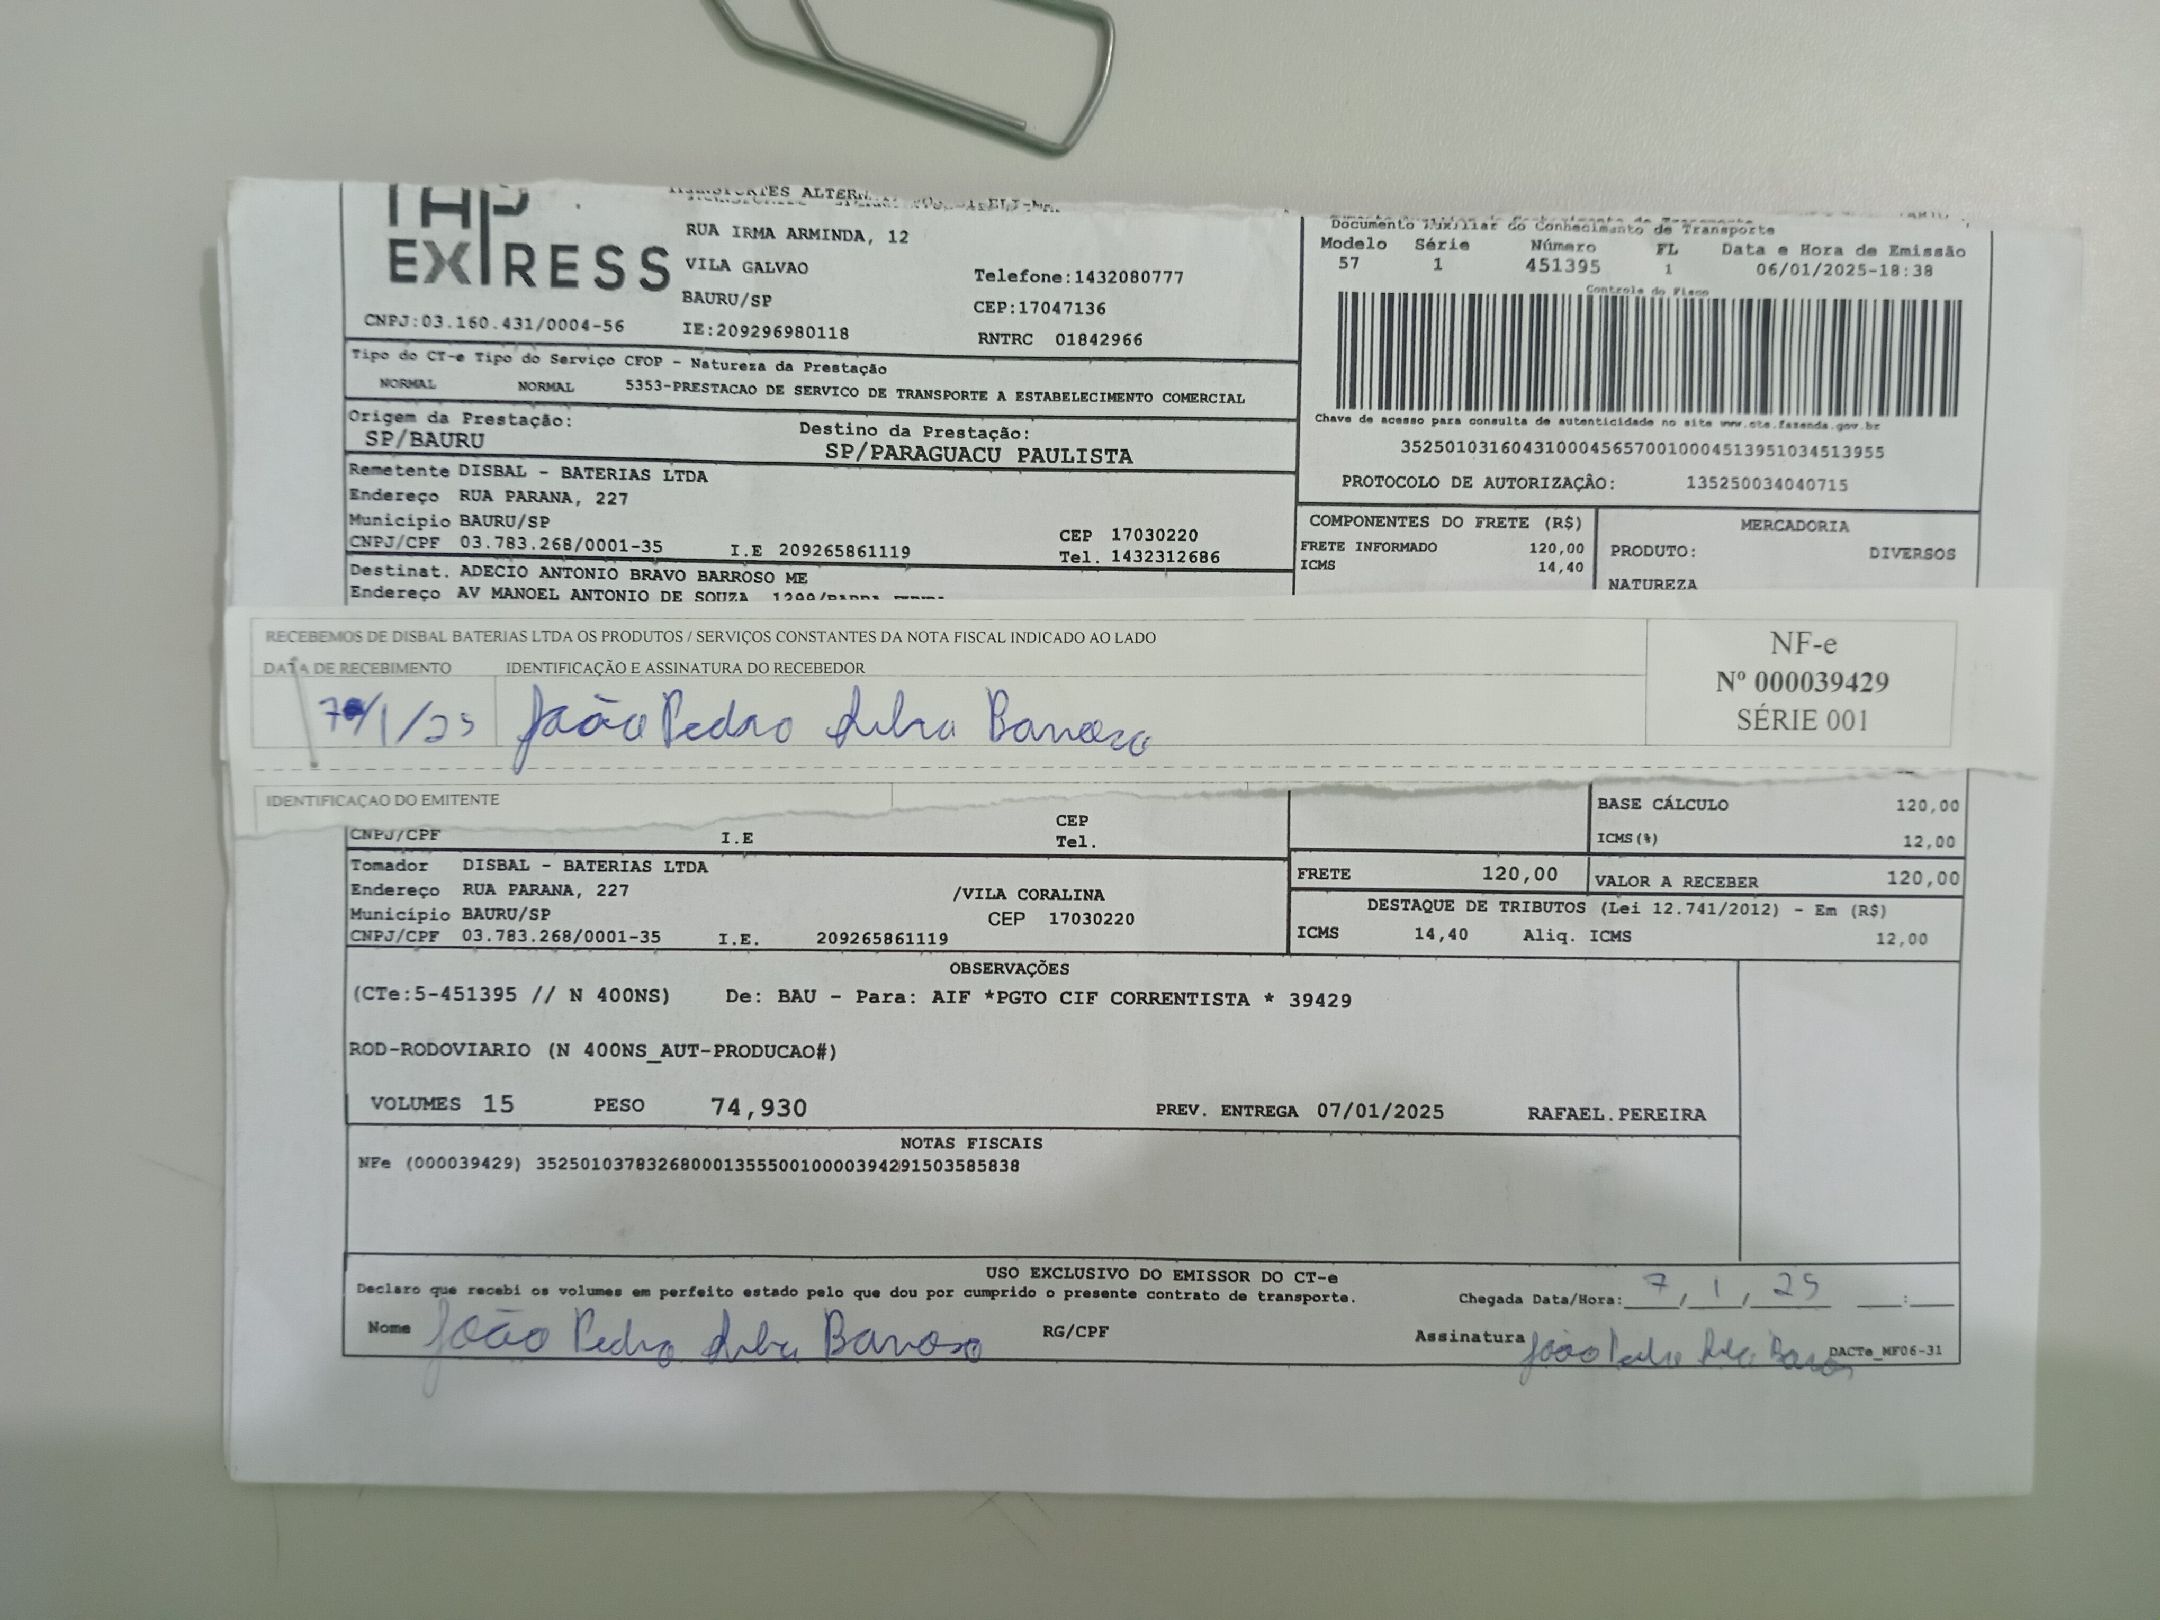 EXPRESS
RUA IRMA ARMINDA, 12
VILA GALVAO
BAURU/SP
Telefone:1432080777
CEP:17047136
CNPJ:03.160.431/0004-56
IE:209296980118
RNTRC 01842966
Documento Auxiliar do Conhecimento de Transporte
Modelo Série Número FL Data e Hora de Emissão
57 1 451395 1 06/01/2025-18:38
Controle do Fisco
Chave de acesso para consulta de autenticidade no site www.cte.fazenda.gov.br
35250103160431000456570010004513951034513955
PROTOCOLO DE AUTORIZAÇÃO: 135250034040715
Tipo do CT-e Tipo do Serviço CFOP - Natureza da Prestação
NORMAL NORMAL 5353-PRESTACAO DE SERVICO DE TRANSPORTE A ESTABELECIMENTO COMERCIAL
Origem da Prestação: Destino da Prestação:
SP/BAURU SP/PARAGUACU PAULISTA
Remetente DISBAL - BATERIAS LTDA
Endereço RUA PARANA, 227
Município BAURU/SP CEP 17030220
CNPJ/CPF 03.783.268/0001-35 I.E 209265861119 Tel. 1432312686
Destinat. ADECIO ANTONIO BRAVO BARROSO ME
Endereço AV MANOEL ANTONIO DE SOUZA
COMPONENTES DO FRETE (R$)
FRETE INFORMADO 120,00
ICMS 14,40
MERCADORIA
PRODUTO: DIVERSOS
NATUREZA
RECEBEMOS DE DISBAL BATERIAS LTDA OS PRODUTOS / SERVIÇOS CONSTANTES DA NOTA FISCAL INDICADO AO LADO
DATA DE RECEBIMENTO IDENTIFICAÇÃO E ASSINATURA DO RECEBEDOR
7/1/25 João Pedro Silva Barroso
NF-e
Nº 000039429
SÉRIE 001
IDENTIFICAÇÃO DO EMITENTE
CNPJ/CPF I.E CEP
Tel.
BASE CÁLCULO 120,00
ICMS(%) 12,00
Tomador DISBAL - BATERIAS LTDA
Endereço RUA PARANA, 227 /VILA CORALINA
Município BAURU/SP CEP 17030220
CNPJ/CPF 03.783.268/0001-35 I.E. 209265861119
FRETE 120,00 VALOR A RECEBER 120,00
DESTAQUE DE TRIBUTOS (Lei 12.741/2012) - Em (R$)
ICMS 14,40 Aliq. ICMS 12,00
OBSERVAÇÕES
(CTe:5-451395 // N 400NS) De: BAU - Para: AIF *PGTO CIF CORRENTISTA * 39429
ROD-RODOVIARIO (N 400NS_AUT-PRODUCAO#)
VOLUMES 15 PESO 74,930 PREV. ENTREGA 07/01/2025 RAFAEL.PEREIRA
NOTAS FISCAIS
NFe (000039429) 35250103783268000135550010000394291503585838
USO EXCLUSIVO DO EMISSOR DO CT-e
Declaro que recebi os volumes em perfeito estado pelo que dou por cumprido o presente contrato de transporte.
Chegada Data/Hora: 7/1/25 __:__
Nome João Pedro Silva Barroso RG/CPF Assinatura João Pedro Silva Barroso
DACTe_MF06-31